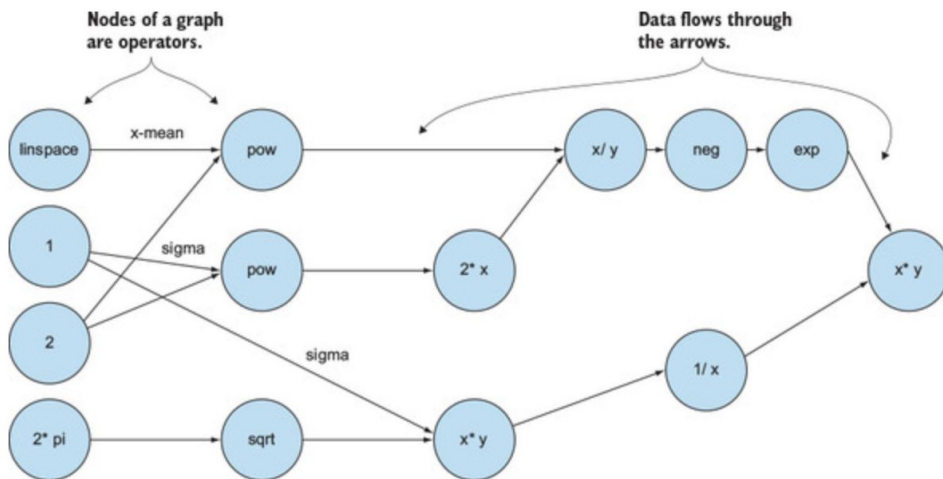 Nodes of a graph
are operators.
Data flows through
the arrows.
linspace
x-mean
pow
x/ y
neg
exp
1
sigma
pow
2* x
x* y
2
sigma
1/ x
2* pi
sqrt
x* y